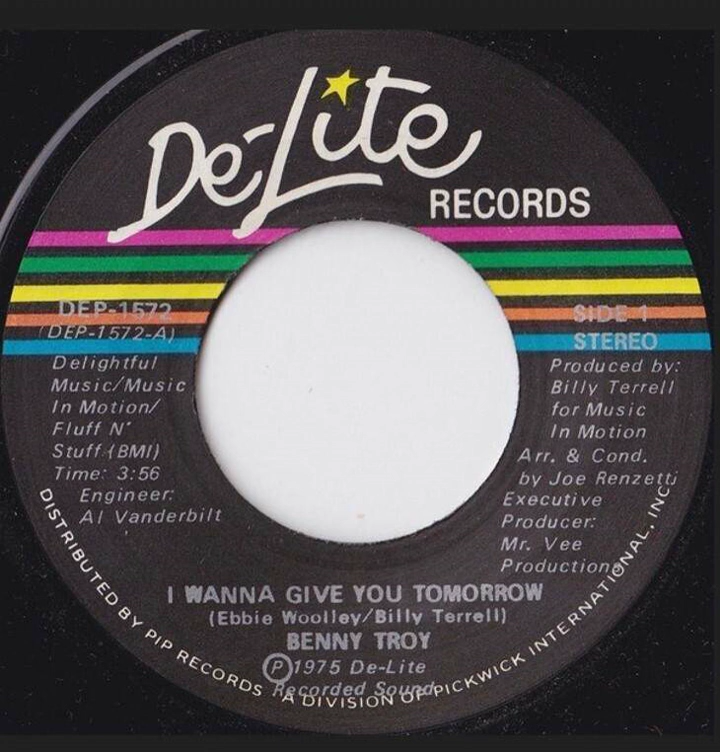 De-Lite
RECORDS
DEP-1572
(DEP-1572-A)
Delightful
Music/Music
In Motion/
Fluff N'
Stuff (BMI)
Time: 3:56
Engineer:
Al Vanderbilt
SIDE 1
STEREO
Produced by:
Billy Terrell
for Music
In Motion
Arr. & Cond.
by Joe Renzetti
Executive
Producer:
Mr. Vee
Productions
I WANNA GIVE YOU TOMORROW
(Ebbie Woolley/Billy Terrell)
BENNY TROY
Ⓟ1975 De-Lite
Recorded Sound
DISTRIBUTED BY PIP RECORDS A DIVISION OF PICKWICK INTERNATIONAL, INC.